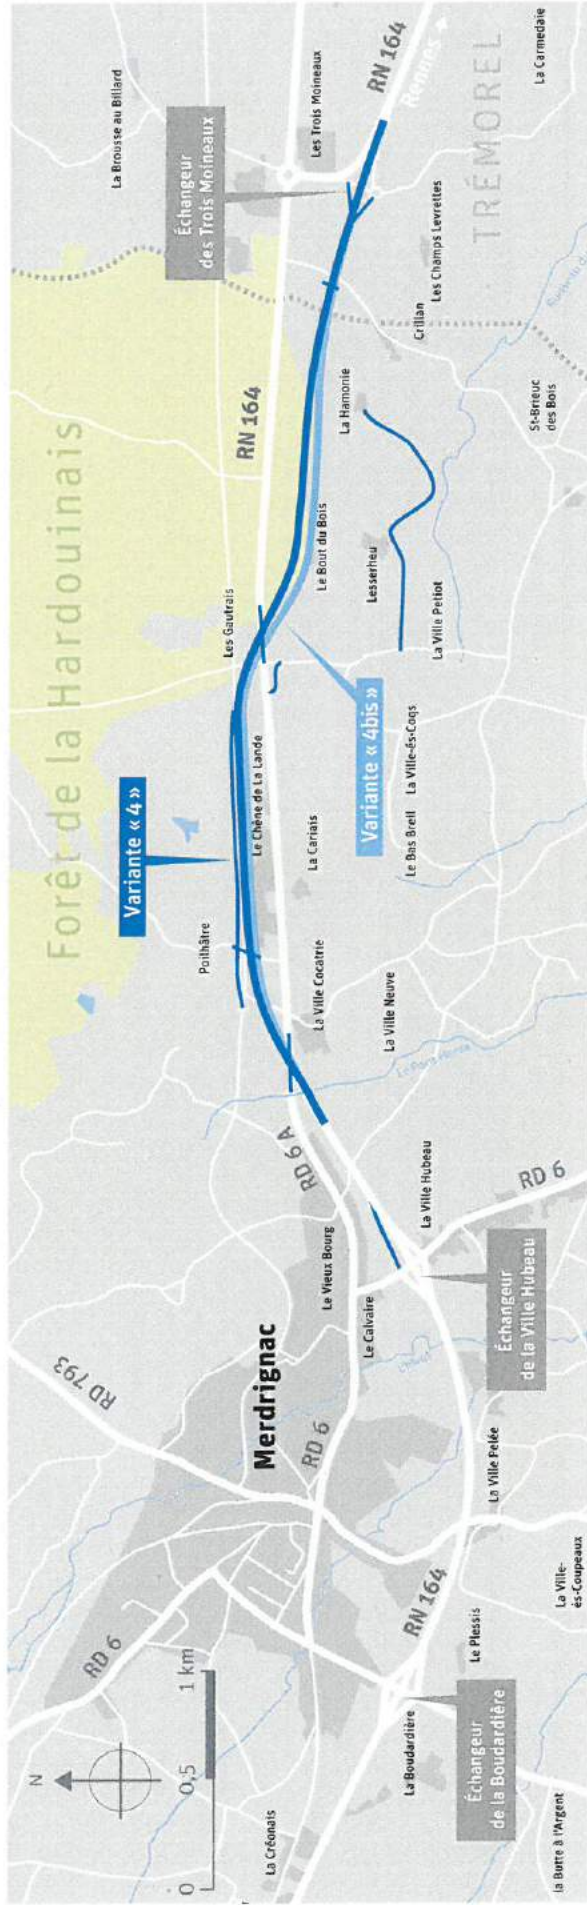 N
0
0,5
1 km
RD 6
RD 793
Merdrignac
RD 6
La Créonais
La Boudardière
Échangeur
de la Boudardière
la Butte à l'Argent
RN 164
Le Plessis
La Ville Pelée
La Ville-
ès-Coupeaux
Le Vieux Bourg
Le Calvaire
RD 6 A
La Ville Hubeau
Échangeur
de la Ville Hubeau
RD 6
Forêt de la Hardouinais
Variante « 4 »
Poilhâtre
Le Chêne de La Lande
La Ville Cocatrie
La Cariais
La Ville Neuve
Variante « 4bis »
Le Bas Breil
La Ville-ès-Coqs
Les Gautrais
RN 164
Le Bout du Bois
La Hamonie
Lesserheu
La Ville Petiot
La Brousse au Billard
Échangeur
des Trois Moineaux
Les Trois Moineaux
RN 164
Rennes
Crillan
Les Champs Levrettes
TRÉMOREL
St-Brieuc
des Bois
La Carmedaie